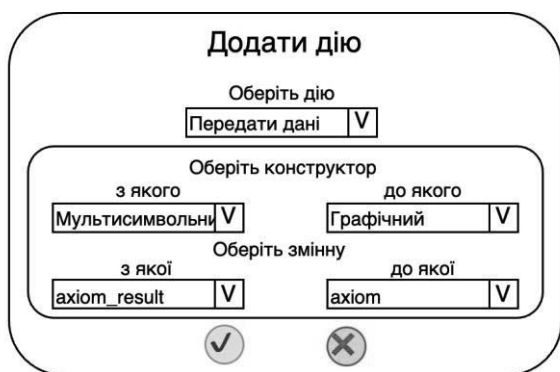 Додати дію
Оберіть дію
Передати дані V
Оберіть конструктор
з якого до якого
Мультисимвольни V Графічний V
Оберіть змінну
з якої до якої
axiom_result V axiom V